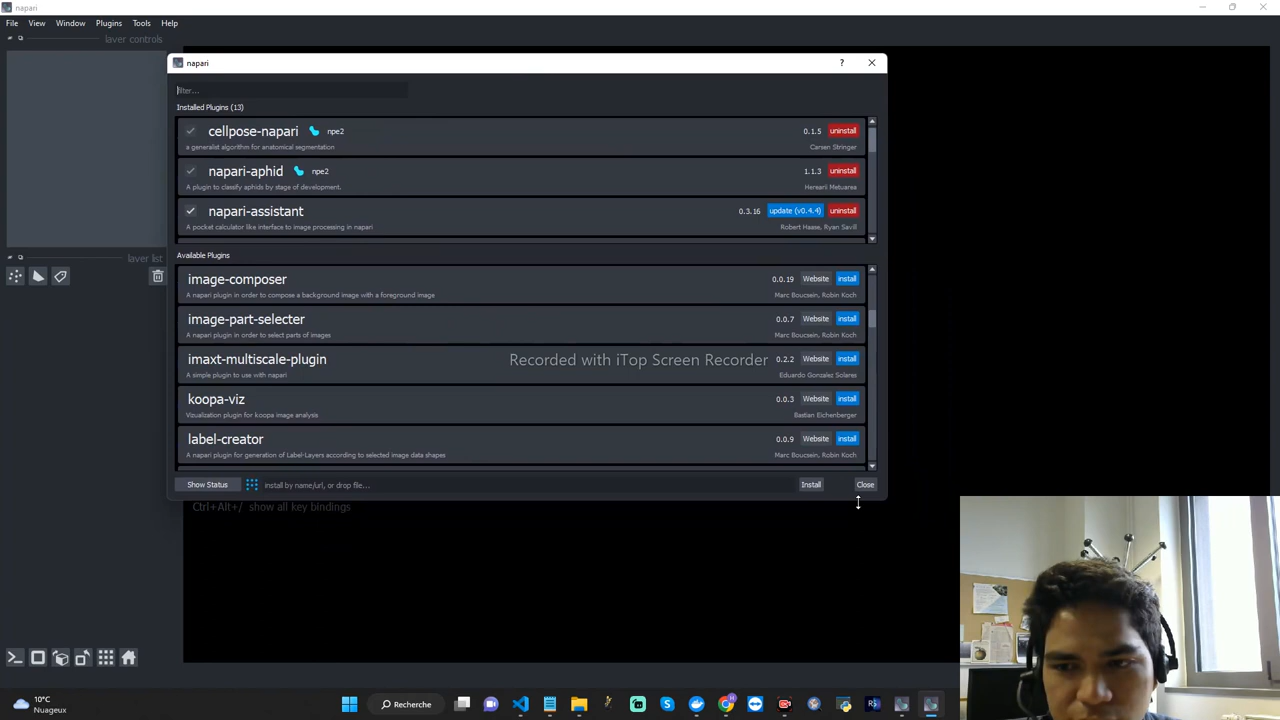 napari
File View Window Plugins Tools Help
layer controls
napari
?
filter...
Installed Plugins (13)
cellpose-napari npe2 0.1.5 uninstall
a generalist algorithm for anatomical segmentation Carsen Stringer
napari-aphid npe2 1.1.3 uninstall
A plugin to classify aphids by stage of development. Herearii Metuarea
napari-assistant 0.3.16 update (v0.4.4) uninstall
A pocket calculator like interface to image processing in napari Robert Haase, Ryan Savill
Available Plugins
layer list
image-composer 0.0.19 Website install
A napari plugin in order to compose a background image with a foreground image Marc Boucsein, Robin Koch
image-part-selecter 0.0.7 Website install
A napari plugin in order to select parts of images Marc Boucsein, Robin Koch
imaxt-multiscale-plugin 0.2.2 Website install
Recorded with iTop Screen Recorder
A simple plugin to use with napari Eduardo Gonzalez Solares
koopa-viz 0.0.3 Website install
Vizualization plugin for koopa image analysis Bastian Eichenberger
label-creator 0.0.9 Website install
A napari plugin for generation of Label-Layers according to selected image data shapes Marc Boucsein, Robin Koch
Show Status install by name/url, or drop file... Install Close
Ctrl+Alt+/ show all key bindings
10°C
Nuageux
Recherche